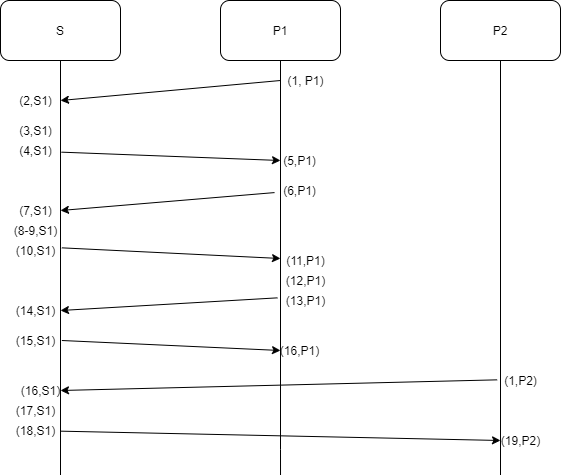 S P1 P2
(1, P1)
(2,S1)
(3,S1)
(4,S1)
(5,P1)
(6,P1)
(7,S1)
(8-9,S1)
(10,S1)
(11,P1)
(12,P1)
(13,P1)
(14,S1)
(15,S1)
(16,P1)
(1,P2)
(16,S1)
(17,S1)
(18,S1)
(19,P2)